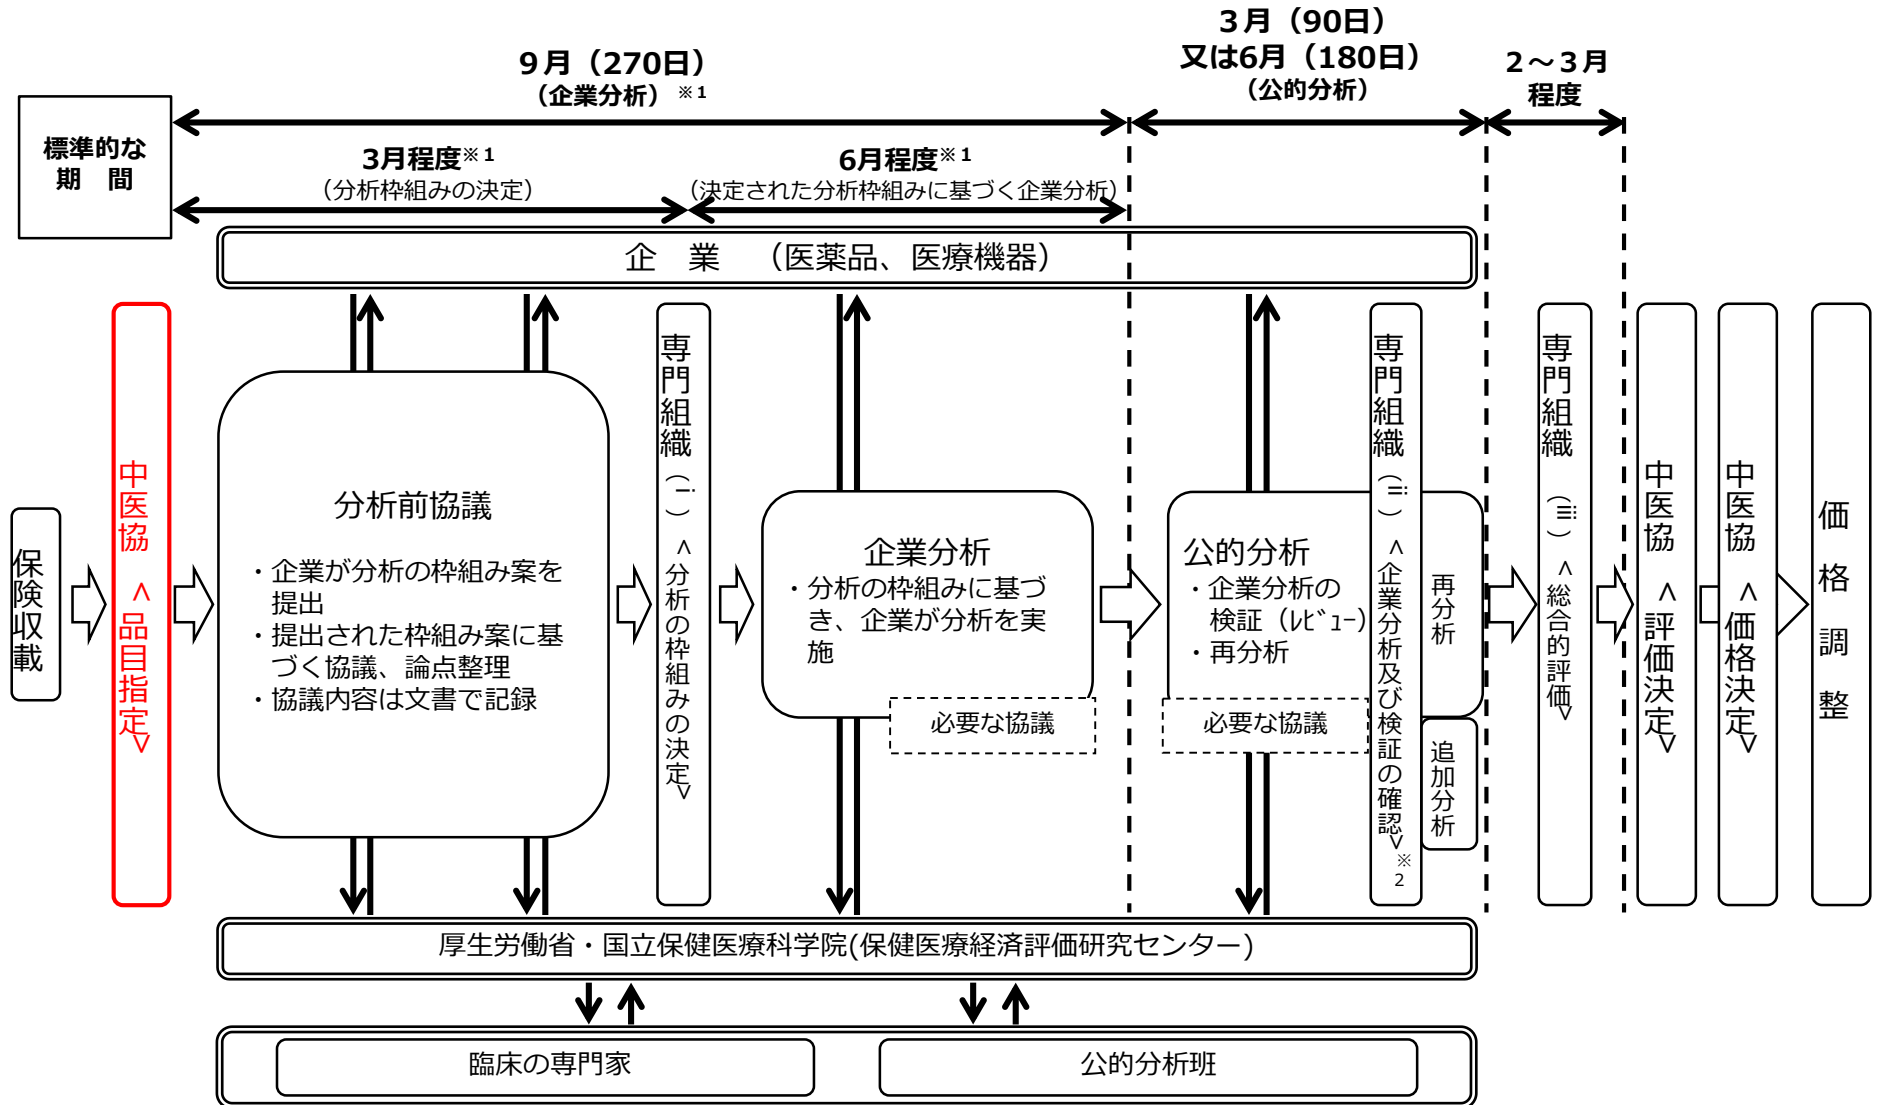 ３月（90日）
又は6月（180日）
（公的分析）
９月（270日）
（企業分析）※１
２～３月
程度
標準的な
期　間
3月程度※１
（分析枠組みの決定）
6月程度※１
（決定された分析枠組みに基づく企業分析）
企　業　（医薬品、医療機器）
保険収載
中医協 <品目指定>
分析前協議
・企業が分析の枠組み案を
提出
・提出された枠組み案に基
づく協議、論点整理
・協議内容は文書で記録
専門組織（ⅰ）<分析の枠組みの決定>
企業分析
・分析の枠組みに基づ
き、企業が分析を実
施
必要な協議
公的分析
・企業分析の
検証（ﾚﾋﾞｭｰ）
・再分析
必要な協議
専門組織（ⅱ）<企業分析及び検証の確認>※2
再分析
追加分析
専門組織（ⅲ）<総合的評価>
中医協 <評価決定>
中医協 <価格決定>
価格調整
厚生労働省・国立保健医療科学院(保健医療経済評価研究センター)
臨床の専門家
公的分析班